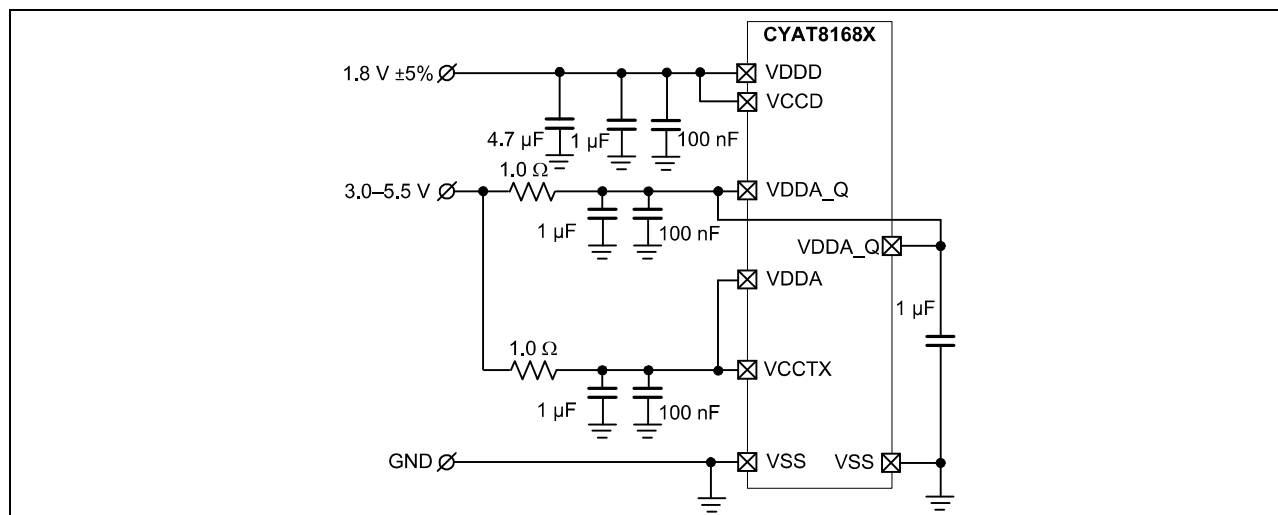 CYAT8168X
1.8 V ±5%
VDDD
VCCD
4.7 µF
1 µF
100 nF
1.0 Ω
3.0–5.5 V
VDDA_Q
1 µF
100 nF
VDDA_Q
VDDA
1 µF
1.0 Ω
VCCTX
1 µF
100 nF
GND
VSS
VSS